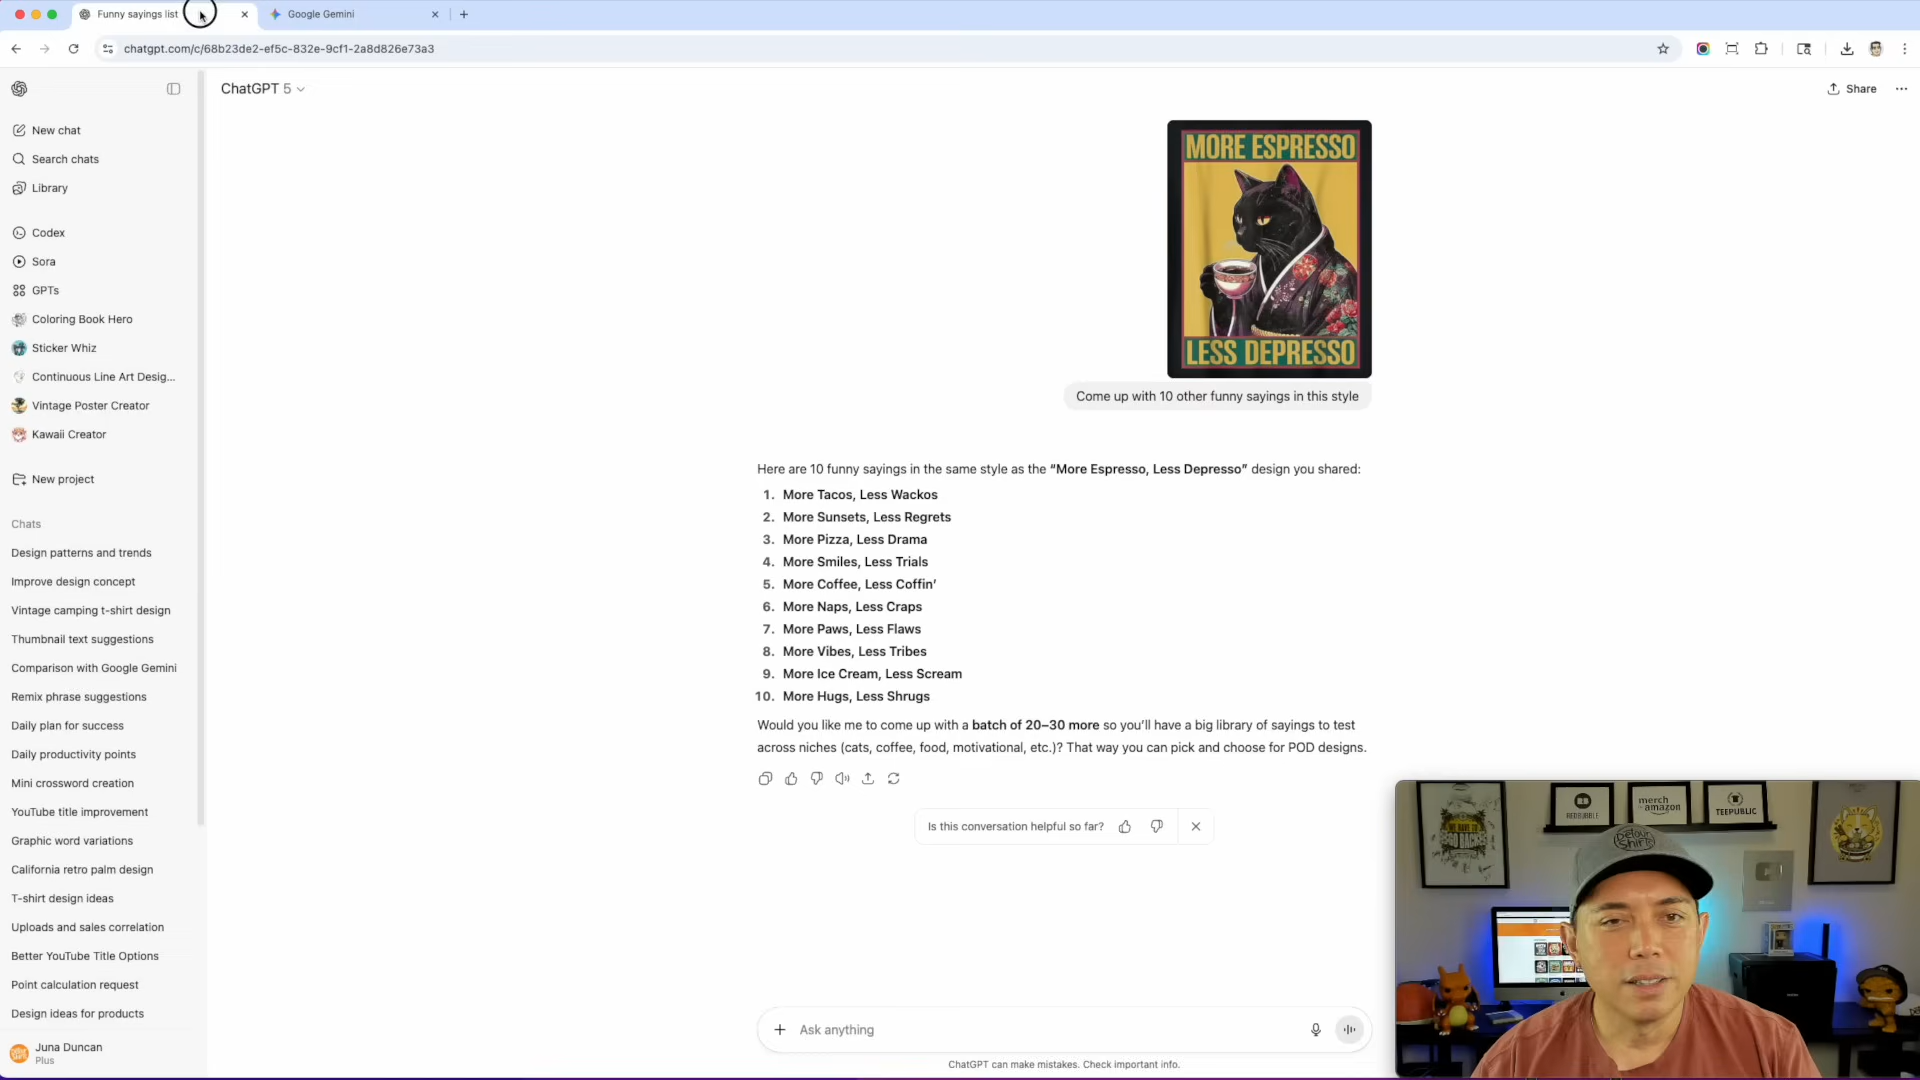 Funny sayings list
Google Gemini
chatgpt.com/c/68b23de2-ef5c-832e-9cf1-2a8d826e73a3
ChatGPT 5
Share
New chat
Search chats
Library
Codex
Sora
GPTs
Coloring Book Hero
Sticker Whiz
Continuous Line Art Desig...
Vintage Poster Creator
Kawaii Creator
New project
Chats
Design patterns and trends
Improve design concept
Vintage camping t-shirt design
Thumbnail text suggestions
Comparison with Google Gemini
Remix phrase suggestions
Daily plan for success
Daily productivity points
Mini crossword creation
YouTube title improvement
Graphic word variations
California retro palm design
T-shirt design ideas
Uploads and sales correlation
Better YouTube Title Options
Point calculation request
Design ideas for products
Juna Duncan
Plus
MORE ESPRESSO
LESS DEPRESSO
Come up with 10 other funny sayings in this style
Here are 10 funny sayings in the same style as the “More Espresso, Less Depresso” design you shared:
1. More Tacos, Less Wackos
2. More Sunsets, Less Regrets
3. More Pizza, Less Drama
4. More Smiles, Less Trials
5. More Coffee, Less Coffin’
6. More Naps, Less Craps
7. More Paws, Less Flaws
8. More Vibes, Less Tribes
9. More Ice Cream, Less Scream
10. More Hugs, Less Shrugs
Would you like me to come up with a batch of 20–30 more so you’ll have a big library of sayings to test
across niches (cats, coffee, food, motivational, etc.)? That way you can pick and choose for POD designs.
Is this conversation helpful so far?
Ask anything
ChatGPT can make mistakes. Check important info.
REDBUBBLE
merch
amazon
TEEPUBLIC
Detour
Shirts